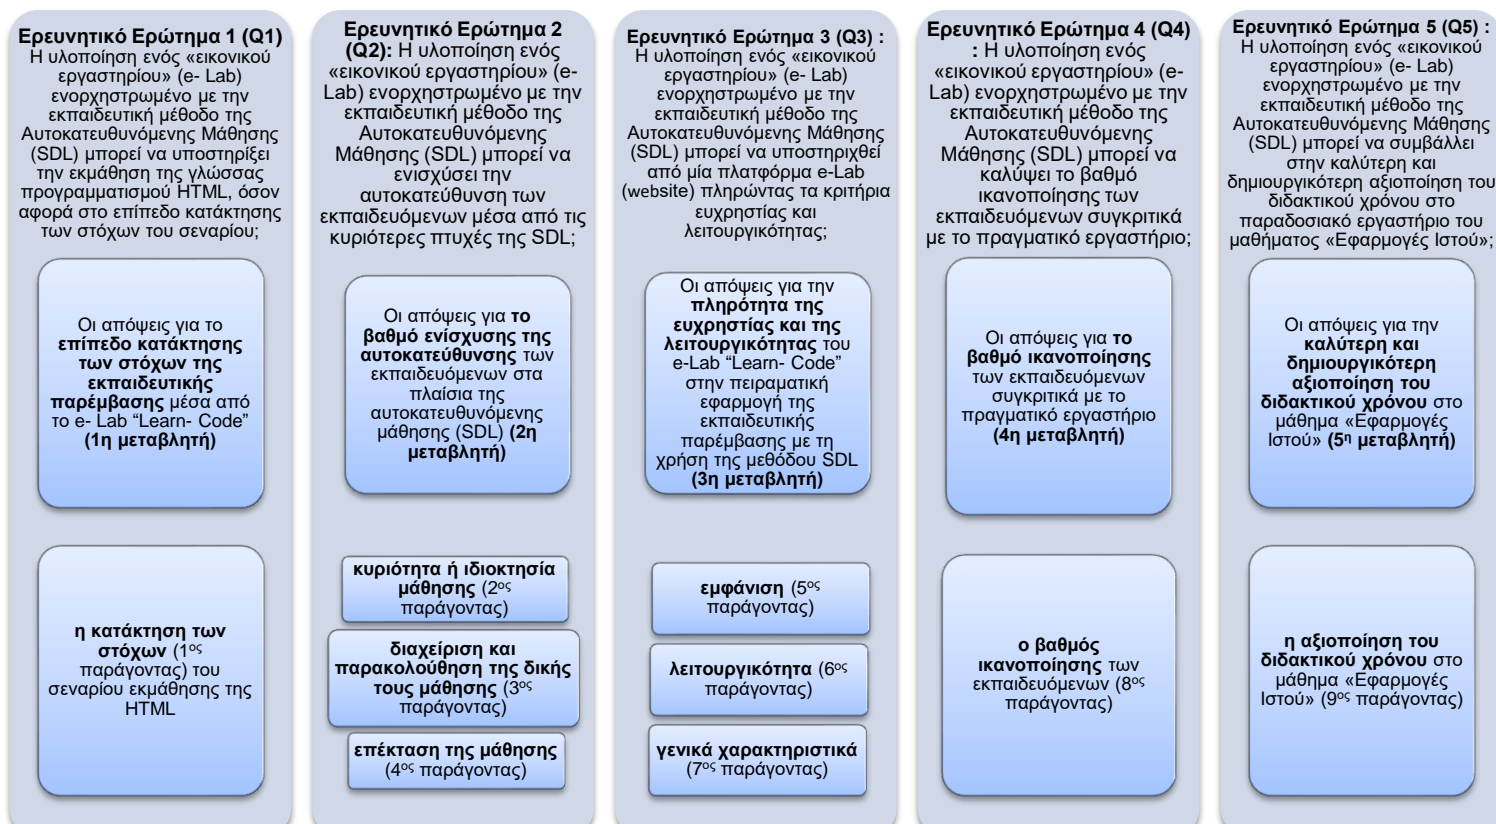 Ερευνητικό Ερώτημα 1 (Q1)
Η υλοποίηση ενός «εικονικού
εργαστηρίου» (e- Lab)
ενορχηστρωμένο με την
εκπαιδευτική μέθοδο της
Αυτοκατευθυνόμενης Μάθησης
(SDL) μπορεί να υποστηρίξει
την εκμάθηση της γλώσσας
προγραμματισμού HTML, όσον
αφορά στο επίπεδο κατάκτησης
των στόχων του σεναρίου;
Οι απόψεις για το
επίπεδο κατάκτησης
των στόχων της
εκπαιδευτικής
παρέμβασης μέσα από
το e- Lab “Learn- Code”
(1η μεταβλητή)
η κατάκτηση των
στόχων (1ος
παράγοντας) του
σεναρίου εκμάθησης της
HTML
Ερευνητικό Ερώτημα 2
(Q2): Η υλοποίηση ενός
«εικονικού εργαστηρίου» (e-
Lab) ενορχηστρωμένο με την
εκπαιδευτική μέθοδο της
Αυτοκατευθυνόμενης
Μάθησης (SDL) μπορεί να
ενισχύσει την
αυτοκατεύθυνση των
εκπαιδευόμενων μέσα από τις
κυριότερες πτυχές της SDL;
Οι απόψεις για το
βαθμό ενίσχυσης της
αυτοκατεύθυνσης των
εκπαιδευόμενων στα
πλαίσια της
αυτοκατευθυνόμενης
μάθησης (SDL) (2η
μεταβλητή)
κυριότητα ή ιδιοκτησία
μάθησης (2ος
παράγοντας)
διαχείριση και
παρακολούθηση της δικής
τους μάθησης (3ος
παράγοντας)
επέκταση της μάθησης
(4ος παράγοντας)
Ερευνητικό Ερώτημα 3 (Q3) :
Η υλοποίηση ενός «εικονικού
εργαστηρίου» (e- Lab)
ενορχηστρωμένο με την
εκπαιδευτική μέθοδο της
Αυτοκατευθυνόμενης Μάθησης
(SDL) μπορεί να υποστηριχθεί
από μία πλατφόρμα e-Lab
(website) πληρώντας τα κριτήρια
ευχρηστίας και
λειτουργικότητας;
Οι απόψεις για την
πληρότητα της
ευχρηστίας και της
λειτουργικότητας του
e-Lab “Learn- Code”
στην πειραματική
εφαρμογή της
εκπαιδευτικής
παρέμβασης με τη
χρήση της μεθόδου SDL
(3η μεταβλητή)
εμφάνιση (5ος
παράγοντας)
λειτουργικότητα (6ος
παράγοντας)
γενικά χαρακτηριστικά
(7ος παράγοντας)
Ερευνητικό Ερώτημα 4 (Q4)
: Η υλοποίηση ενός
«εικονικού εργαστηρίου» (e-
Lab) ενορχηστρωμένο με την
εκπαιδευτική μέθοδο της
Αυτοκατευθυνόμενης
Μάθησης (SDL) μπορεί να
καλύψει το βαθμό
ικανοποίησης των
εκπαιδευόμενων συγκριτικά
με το πραγματικό εργαστήριο;
Οι απόψεις για το
βαθμό ικανοποίησης
των εκπαιδευόμενων
συγκριτικά με το
πραγματικό εργαστήριο
(4η μεταβλητή)
ο βαθμός
ικανοποίησης των
εκπαιδευόμενων (8ος
παράγοντας)
Ερευνητικό Ερώτημα 5 (Q5) :
Η υλοποίηση ενός «εικονικού
εργαστηρίου» (e- Lab)
ενορχηστρωμένο με την
εκπαιδευτική μέθοδο της
Αυτοκατευθυνόμενης Μάθησης
(SDL) μπορεί να συμβάλλει
στην καλύτερη και
δημιουργικότερη αξιοποίηση του
διδακτικού χρόνου στο
παραδοσιακό εργαστήριο του
μαθήματος «Εφαρμογές Ιστού»;
Οι απόψεις για την
καλύτερη και
δημιουργικότερη
αξιοποίηση του
διδακτικού χρόνου στο
μάθημα «Εφαρμογές
Ιστού» (5η μεταβλητή)
η αξιοποίηση του
διδακτικού χρόνου στο
μάθημα «Εφαρμογές
Ιστού» (9ος παράγοντας)